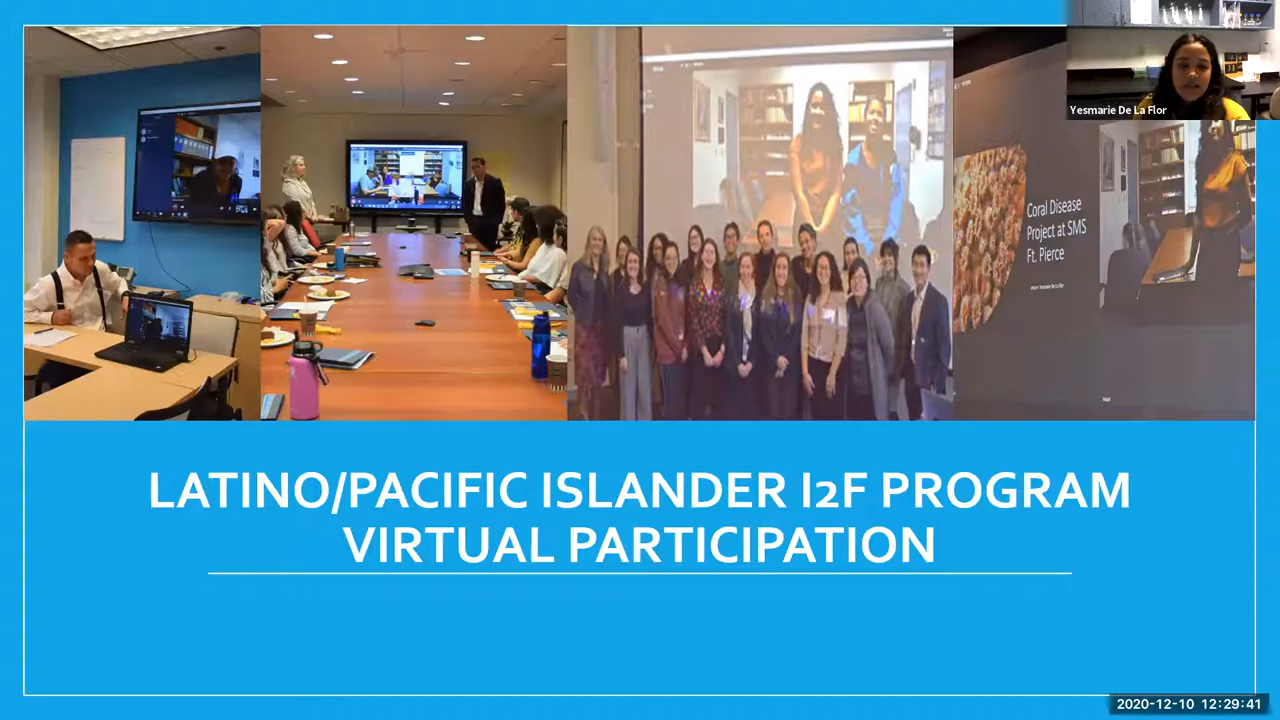 Yesmarie De La Flor
Coral Disease
Project at SMS
Ft. Pierce
LATINO/PACIFIC ISLANDER I2F PROGRAM
VIRTUAL PARTICIPATION
2020-12-10 12:29:41